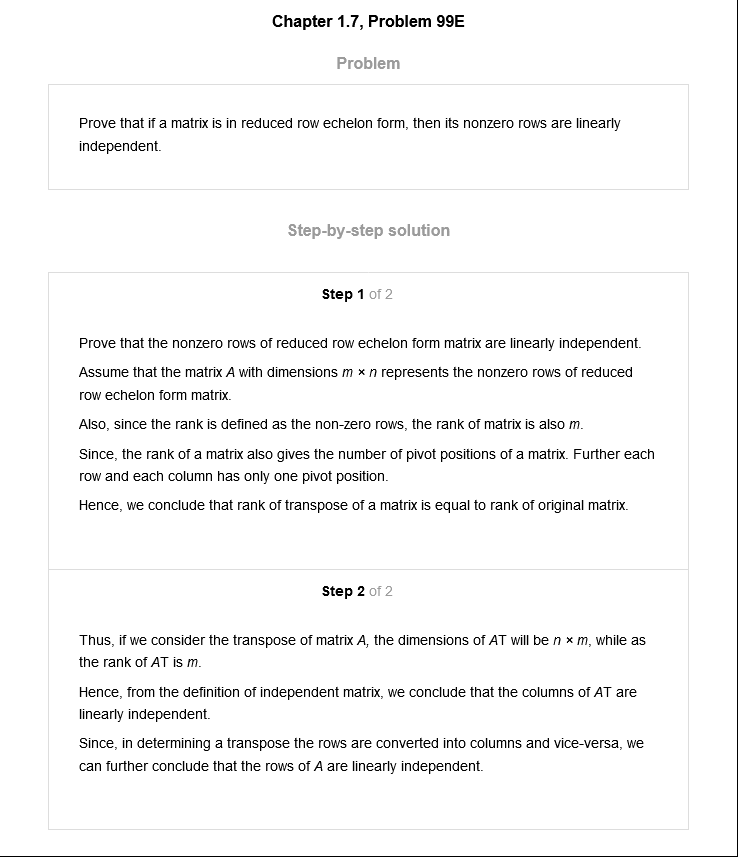 Chapter 1.7, Problem 99E
Problem
Prove that if a matrix is in reduced row echelon form, then its nonzero rows are linearly
independent.
Step-by-step solution
Step 1 of 2
Prove that the nonzero rows of reduced row echelon form matrix are linearly independent.
Assume that the matrix A with dimensions m × n represents the nonzero rows of reduced
row echelon form matrix.
Also, since the rank is defined as the non-zero rows, the rank of matrix is also m.
Since, the rank of a matrix also gives the number of pivot positions of a matrix. Further each
row and each column has only one pivot position.
Hence, we conclude that rank of transpose of a matrix is equal to rank of original matrix.
Step 2 of 2
Thus, if we consider the transpose of matrix A, the dimensions of AT will be n × m, while as
the rank of AT is m.
Hence, from the definition of independent matrix, we conclude that the columns of AT are
linearly independent.
Since, in determining a transpose the rows are converted into columns and vice-versa, we
can further conclude that the rows of A are linearly independent.